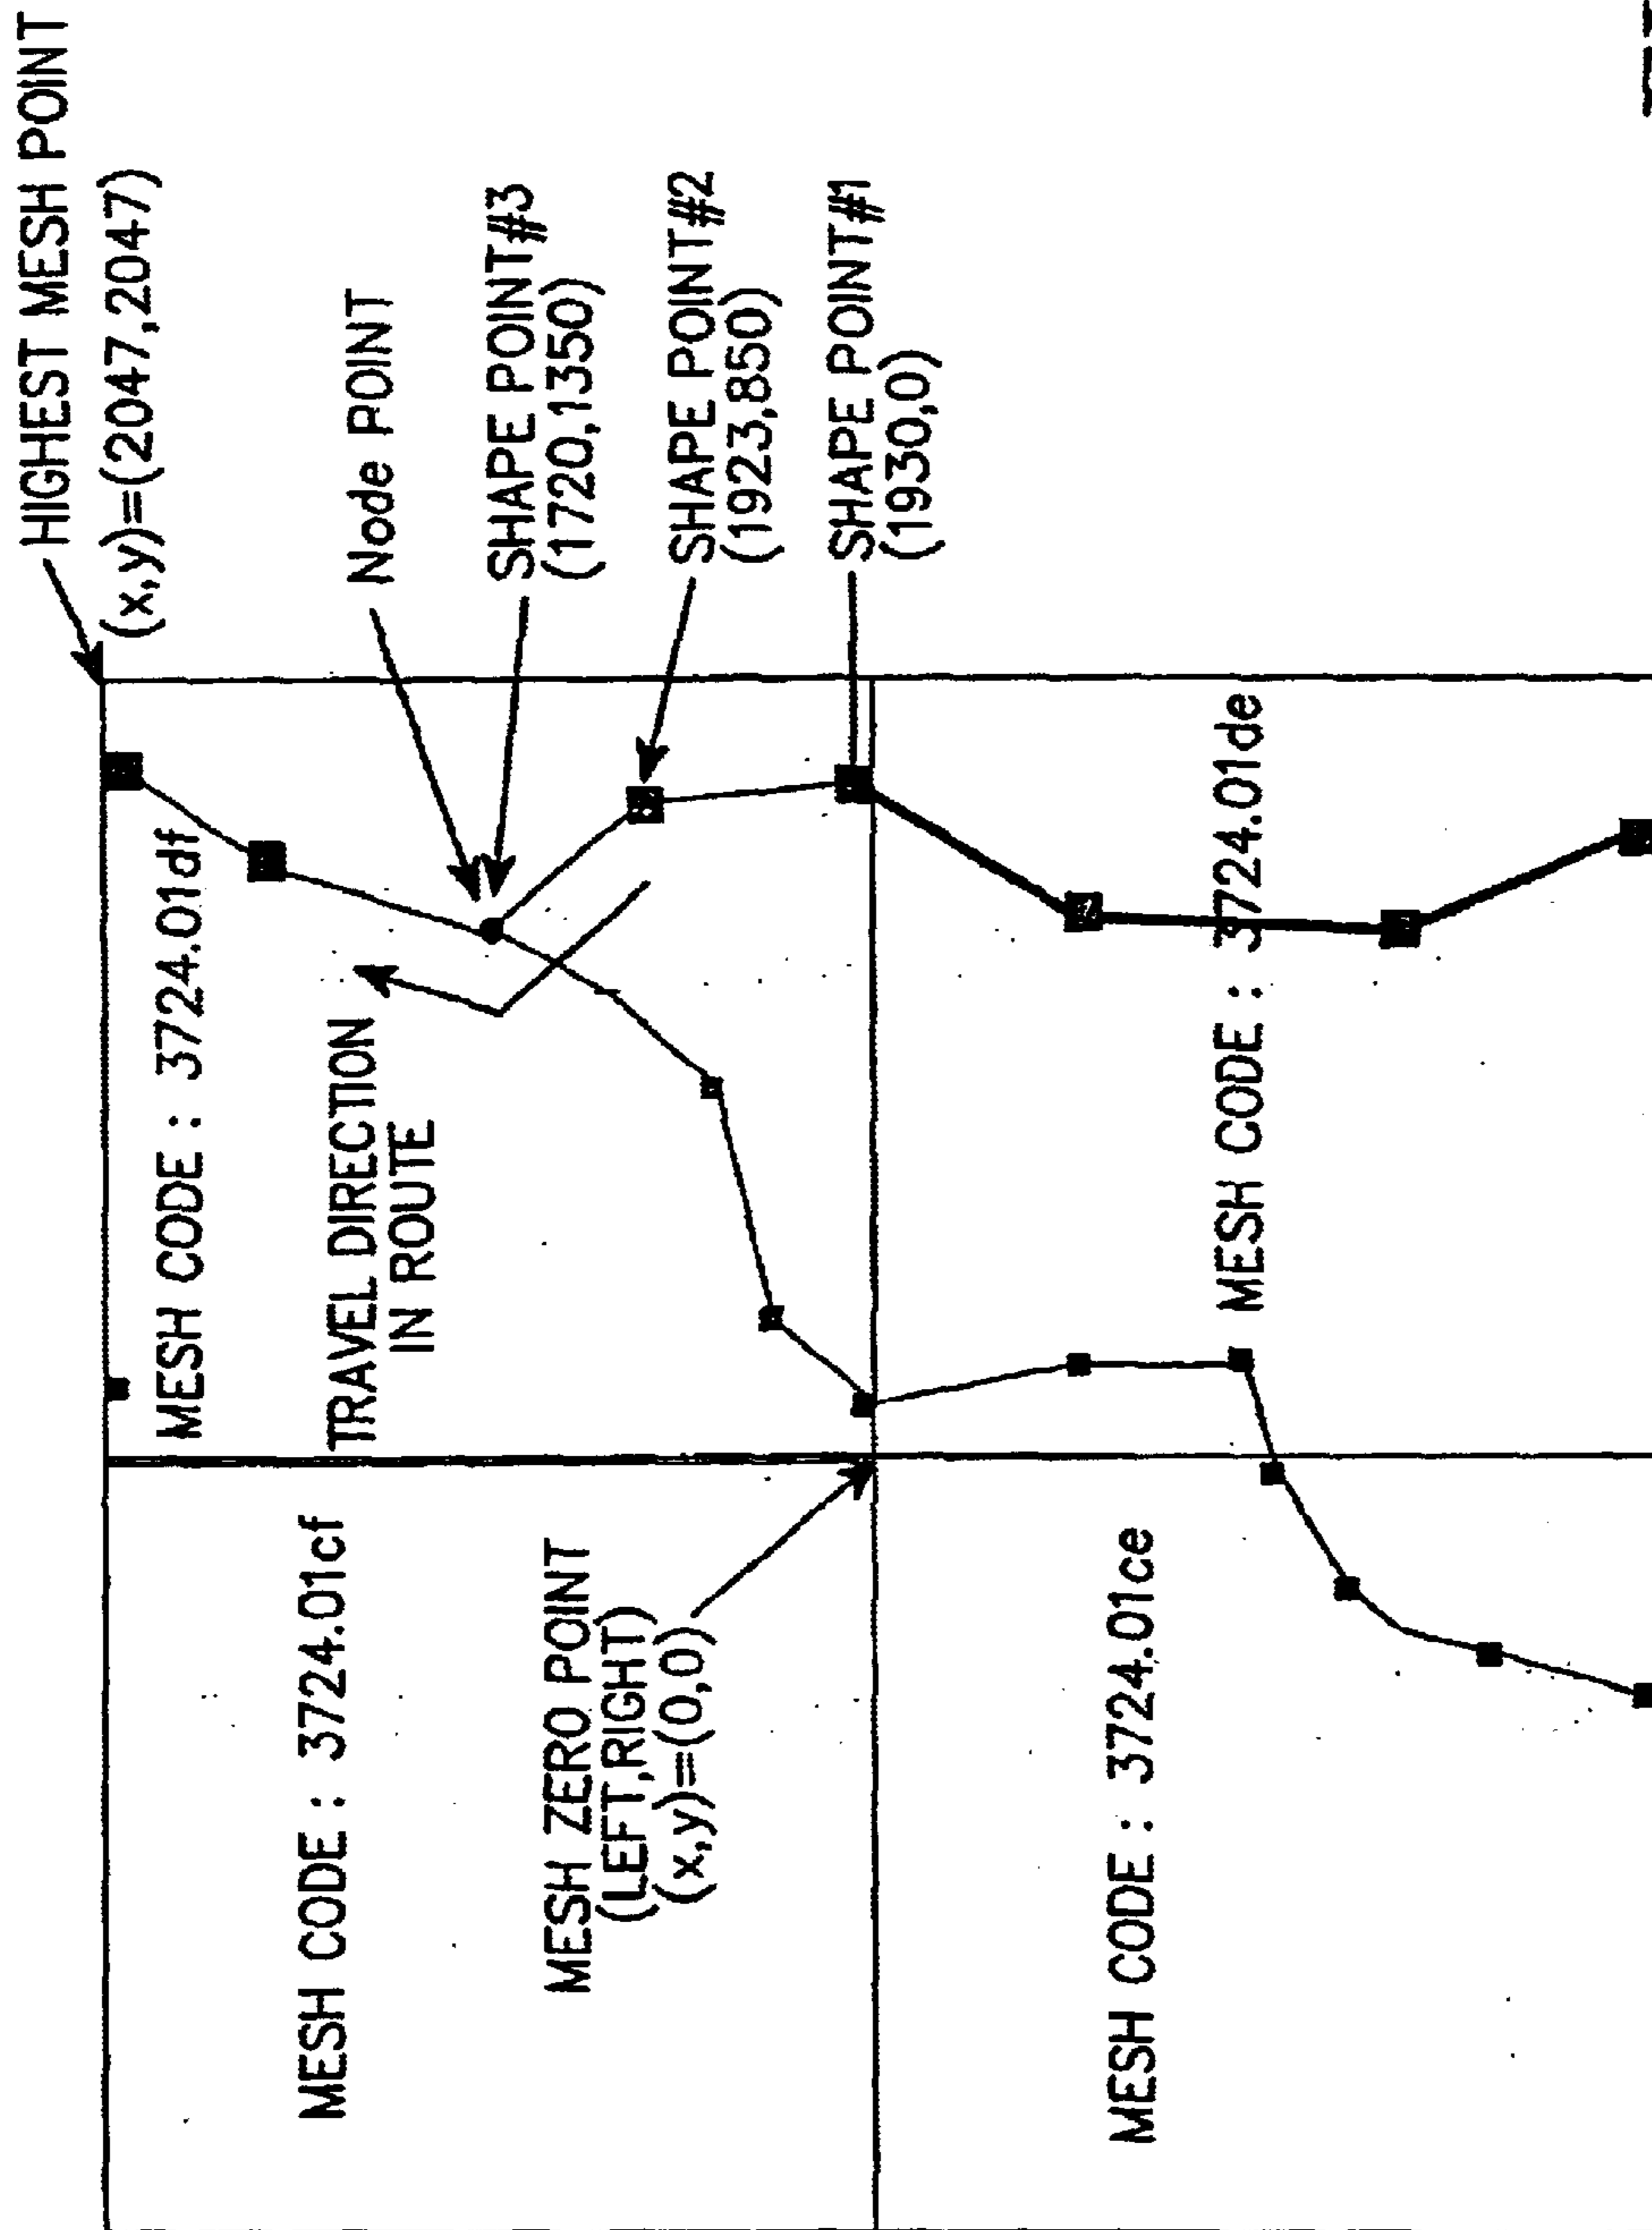 HIGHEST MESH POINT
(x,y)=(2047,2047)
Node POINT
SHAPE POINT#3
(1720,1350)
SHAPE POINT#2
(1923,850)
SHAPE POINT#1
(1930,0)
MESH CODE : 3724.01df
TRAVEL DIRECTION
IN ROUTE
MESH CODE : 3724.01cf
MESH ZERO POINT
(LEFT,RIGHT)
(x,y)=(0,0)
MESH CODE : 3724.01de
MESH CODE : 3724.01ce